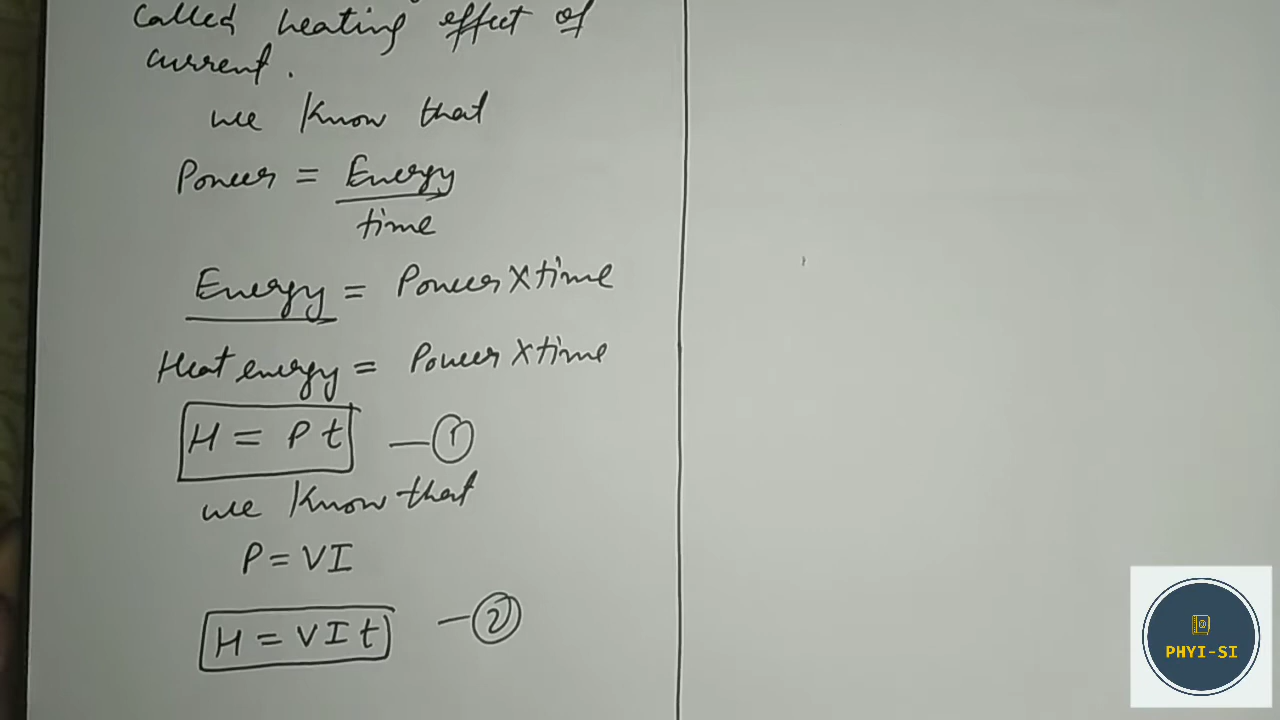 called heating effect of
current.
we know that
Power = Energy
time
Energy = Power X time
Heat energy = Power X time
H = P t — 1
we know that
P = VI
H = VIt — 2
PHYI-SI